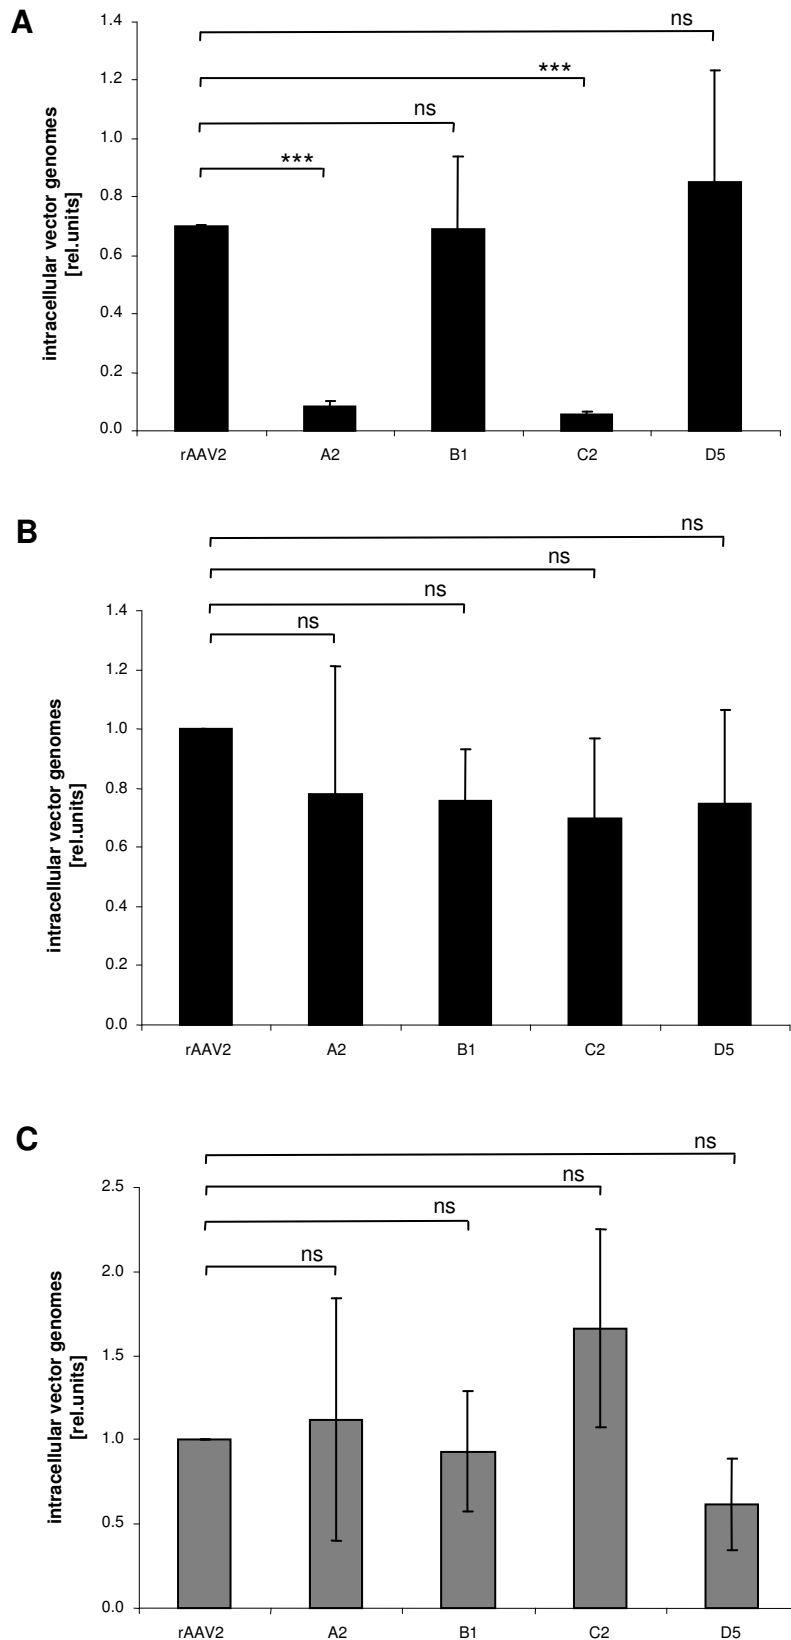 A
intracellular vector genomes
[rel.units]
1.4
1.2
1.0
0.8
0.6
0.4
0.2
0.0
ns
***
ns
***
rAAV2 A2 B1 C2 D5
B
intracellular vector genomes
[rel.units]
ns
ns
ns
ns
1.4
1.2
1.0
0.8
0.6
0.4
0.2
0.0
rAAV2 A2 B1 C2 D5
C
intracellular vector genomes
[rel.units]
ns
ns
ns
ns
2.5
2.0
1.5
1.0
0.5
0.0
rAAV2 A2 B1 C2 D5